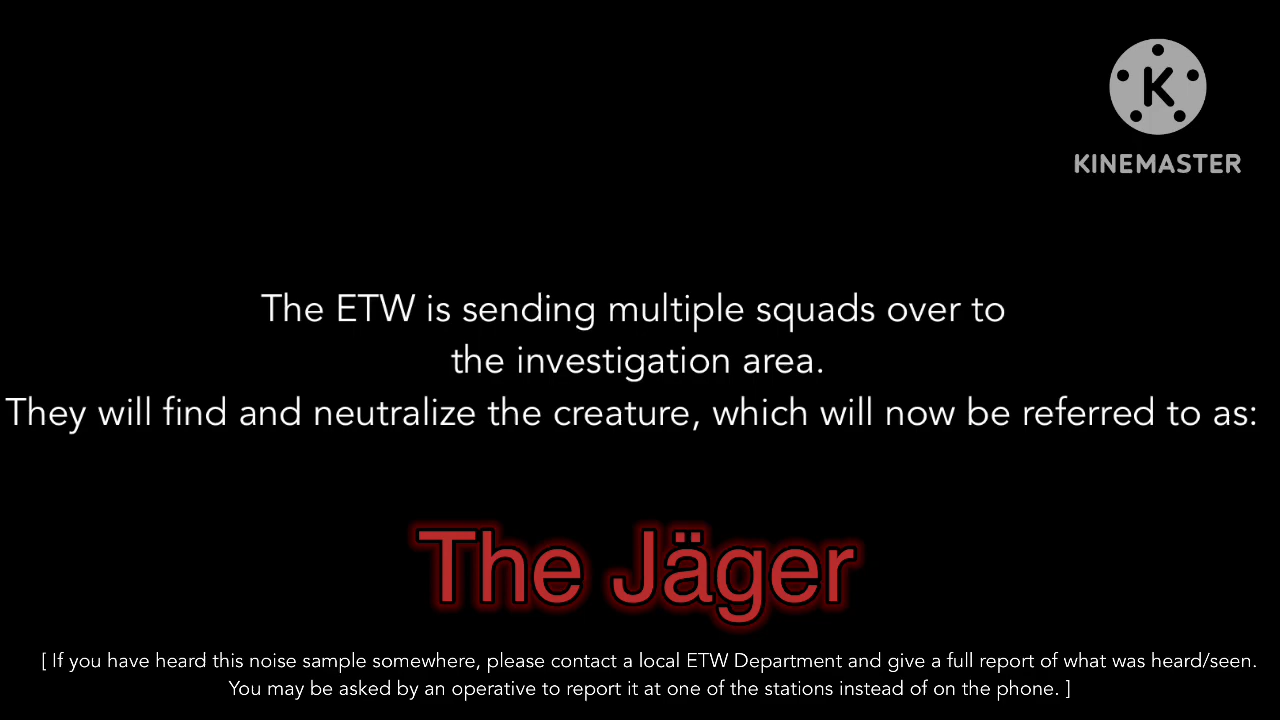 K
KINEMASTER
The ETW is sending multiple squads over to
the investigation area.
They will find and neutralize the creature, which will now be referred to as:
The Jäger
[ If you have heard this noise sample somewhere, please contact a local ETW Department and give a full report of what was heard/seen.
You may be asked by an operative to report it at one of the stations instead of on the phone. ]